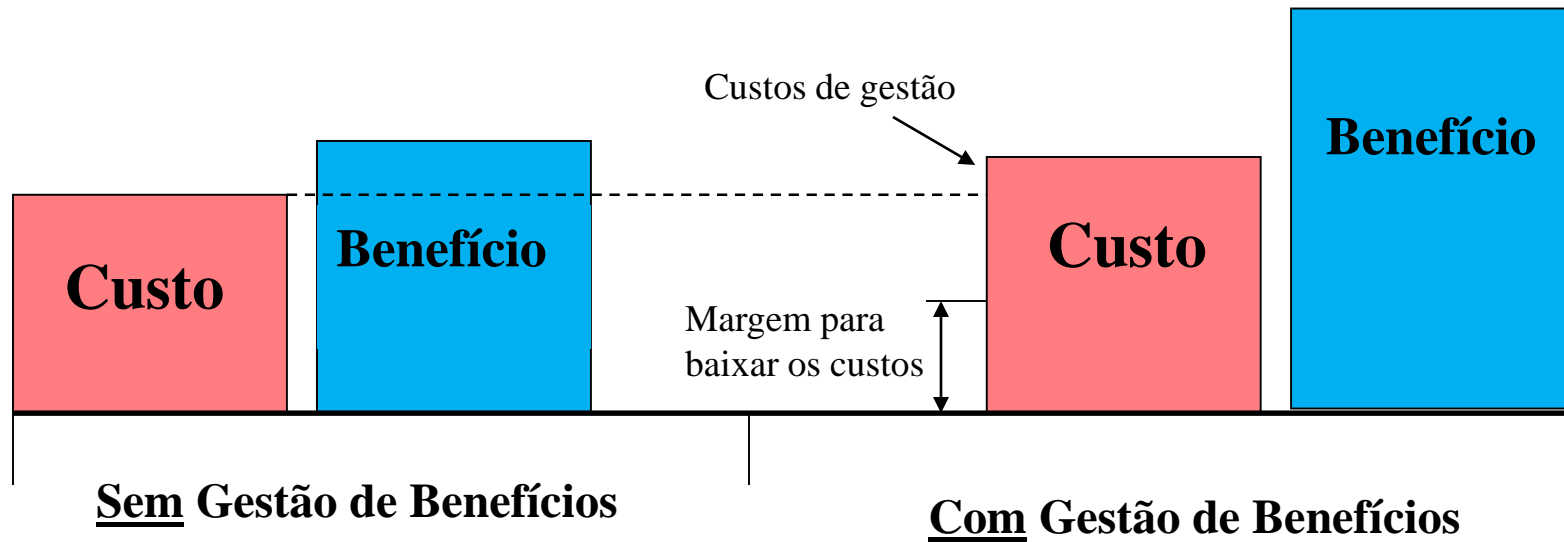 Custos de gestão
Custo
Benefício
Custo
Benefício
Margem para
baixar os custos
Sem Gestão de Benefícios
Com Gestão de Benefícios